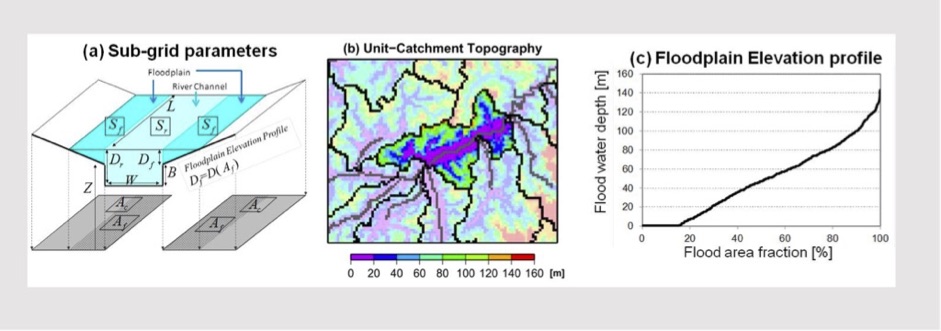 (a) Sub-grid parameters
Floodplain
River Channel
L
S_f
S_r
S_f
D_r
D_f
W
B
Z
Floodplain Elevation Profile
D_f=D(A_f)
A_c
A_f
A_f
A_c
(b) Unit−Catchment Topography
0 20 40 60 80 100 120 140 160 [m]
(c) Floodplain Elevation profile
Flood water depth [m]
160
140
120
100
80
60
40
20
0
0 20 40 60 80 100
Flood area fraction [%]